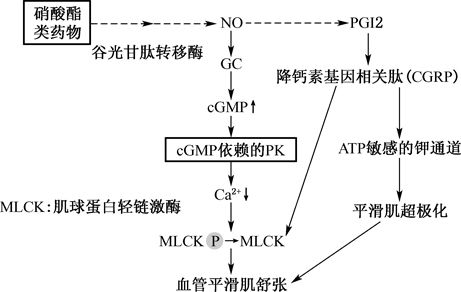 硝酸酯
类药物
NO
PGI2
谷光甘肽转移酶
GC
降钙素基因相关肽(CGRP)
cGMP↑
cGMP依赖的PK
ATP敏感的钾通道
Ca²⁺↓
MLCK:肌球蛋白轻链激酶
平滑肌超极化
MLCK P→MLCK
血管平滑肌舒张